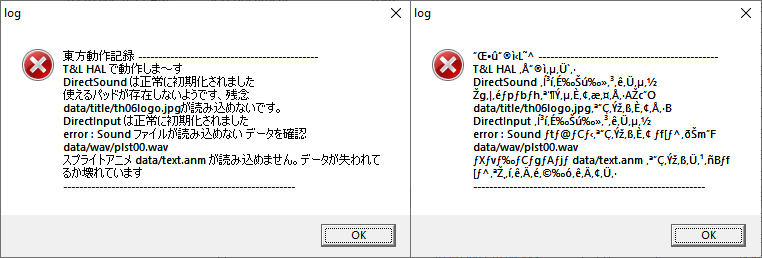 log
東方動作記録 --------------------------------------------
T&L HAL で動作しま～す
DirectSound は正常に初期化されました
使えるパッドが存在しないようです、残念
data/title/th06logo.jpgが読み込めないです。
DirectInput は正常に初期化されました
error : Sound ファイルが読み込めない データを確認
data/wav/plst00.wav
スプライトアニメ data/text.anm が読み込めません。データが失われて
るか壊れています
--------------------------------------------------------
OK
log
“Œ•û“®ì‹L˜^ --------------------------------------------
T&L HAL ‚Å“®ì‚µ‚Ü`‚·
DirectSound ‚Í³í‚É‰Šú‰»‚³‚ê‚Ü‚µ‚½
Žg‚¦‚éƒpƒbƒh‚ª‘¶Ý‚µ‚È‚¢‚æ‚¤‚Å‚·AŽc”O
data/title/th06logo.jpg‚ª“Ç‚Ýž‚ß‚È‚¢‚Å‚·B
DirectInput ‚Í³í‚É‰Šú‰»‚³‚ê‚Ü‚µ‚½
error : Sound ƒtƒ@ƒCƒ‹‚ª“Ç‚Ýž‚ß‚È‚¢ ƒf[ƒ^‚ðŠm”F
data/wav/plst00.wav
ƒXƒvƒ‰ƒCƒgƒAƒjƒ data/text.anm ‚ª“Ç‚Ýž‚ß‚Ü‚¹‚ñBƒf
[ƒ^‚ªŽ¸‚í‚ê‚Ä‚é‚©‰ó‚ê‚Ä‚¢‚Ü‚·
--------------------------------------------------------
OK